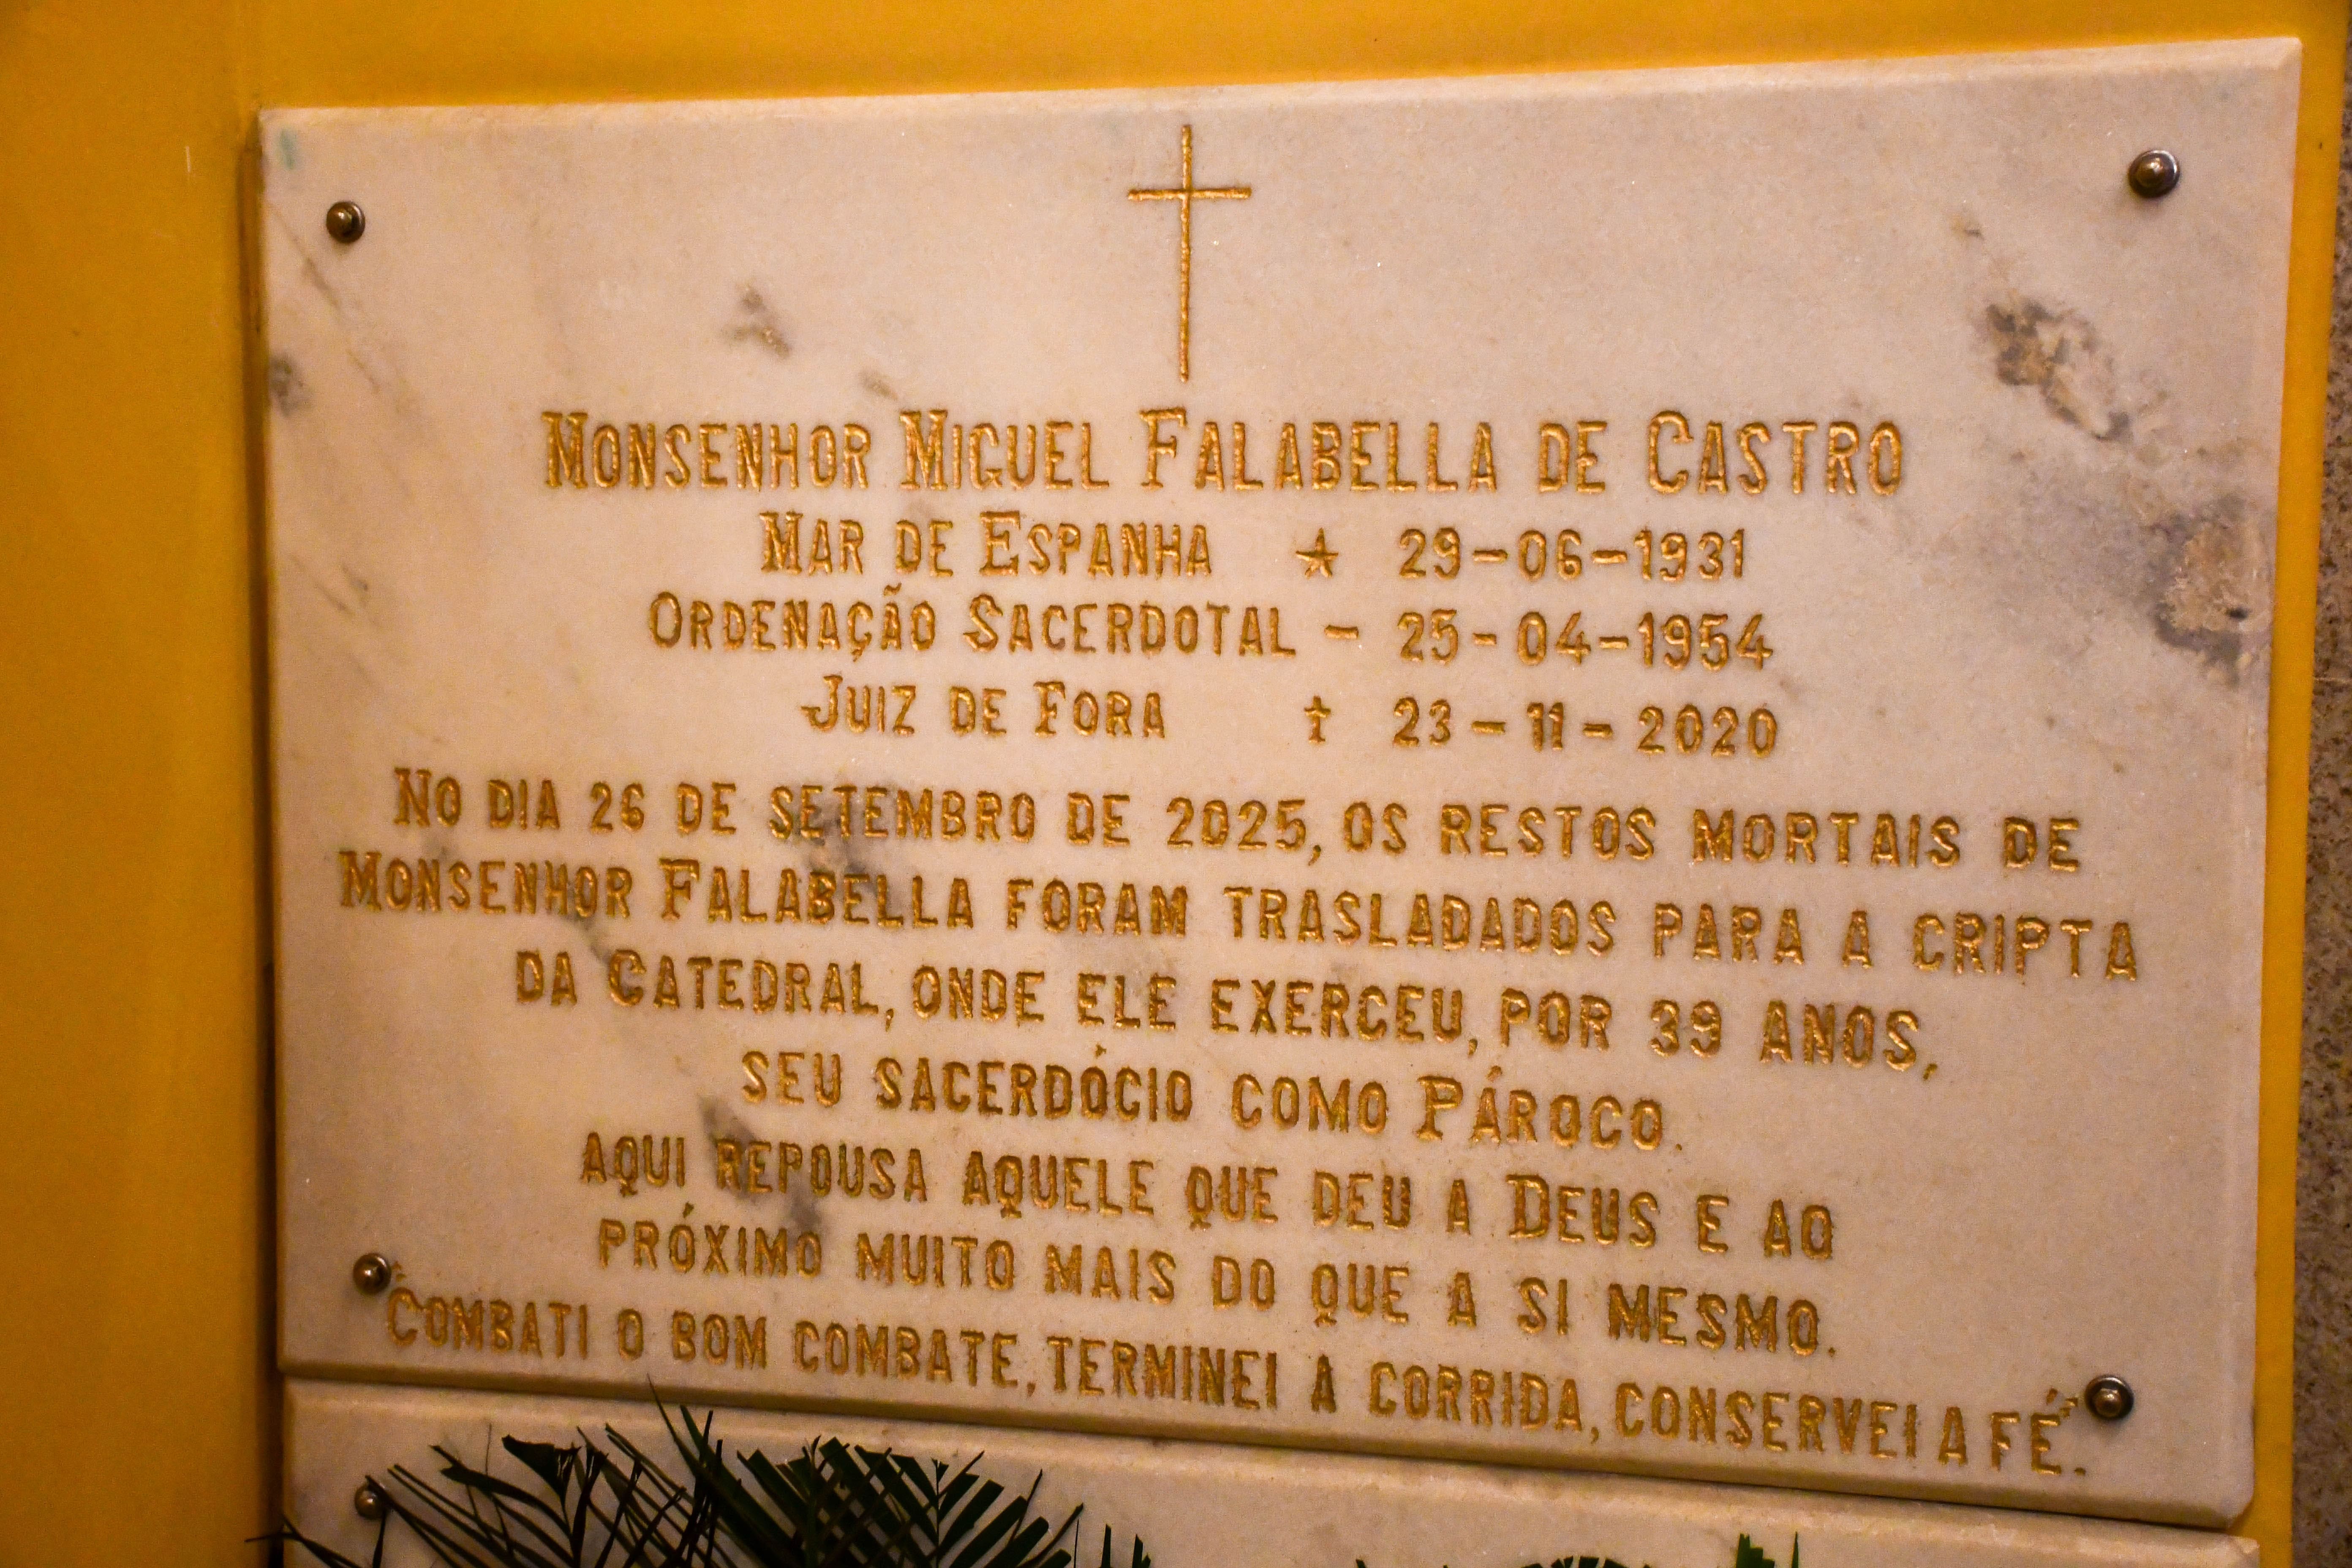 Monsenhor Miguel Falabella de Castro
Mar de Espanha ★ 29-06-1931
Ordenação Sacerdotal - 25-04-1954
Juiz de Fora † 23-11-2020
No dia 26 de setembro de 2025, os restos mortais de
Monsenhor Falabella foram trasladados para a cripta
da Catedral, onde ele exerceu, por 39 anos,
seu sacerdócio como Pároco.
Aqui repousa aquele que deu a Deus e ao
próximo muito mais do que a si mesmo.
"Combati o bom combate, terminei a corrida, conservei a fé".